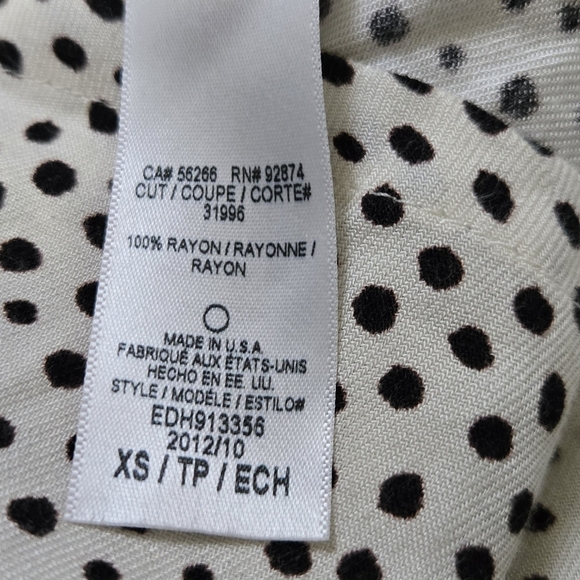 CA# 56266 RN# 92874
CUT / COUPE / CORTE#
31996
100% RAYON / RAYONNE /
RAYON
MADE IN U.S.A.
FABRIQUÉ AUX ÉTATS-UNIS
HECHO EN EE. UU.
STYLE / MODÈLE / ESTILO#
EDH913356
2012/10
XS / TP / ECH